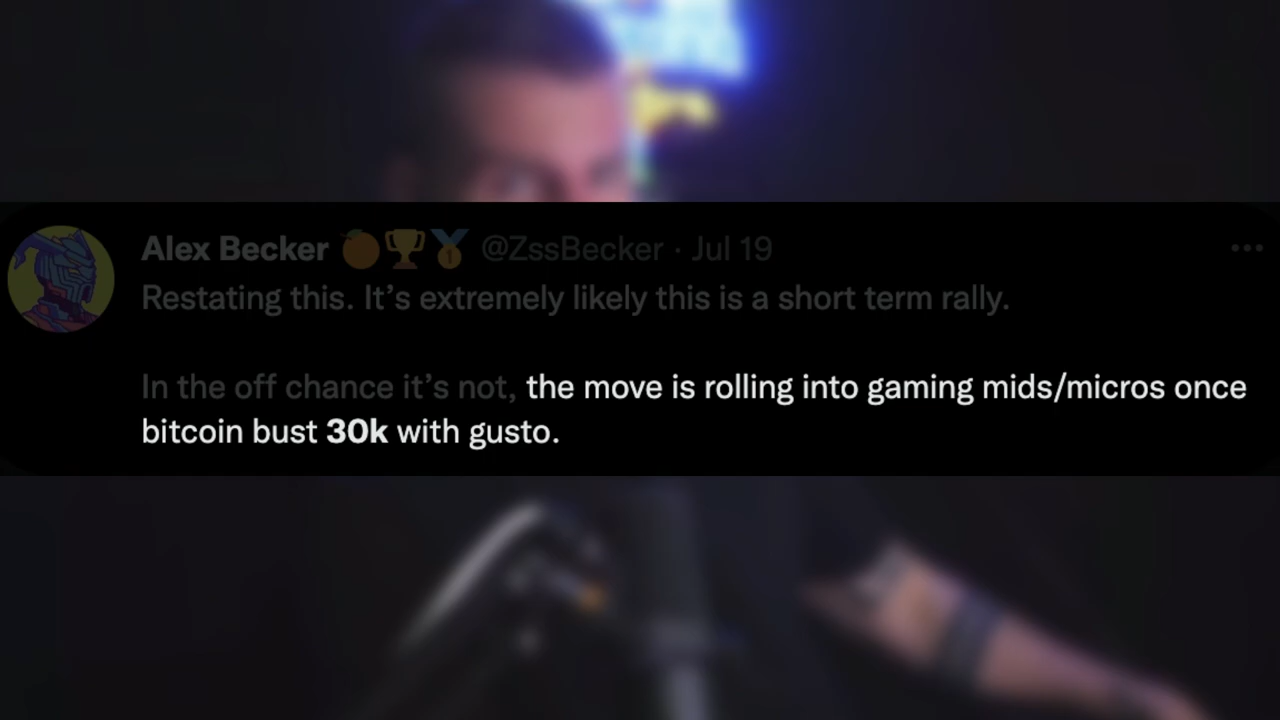 Alex Becker 🍊🏆🥇 @ZssBecker · Jul 19
Restating this. It’s extremely likely this is a short term rally.
In the off chance it’s not, the move is rolling into gaming mids/micros once
bitcoin bust 30k with gusto.